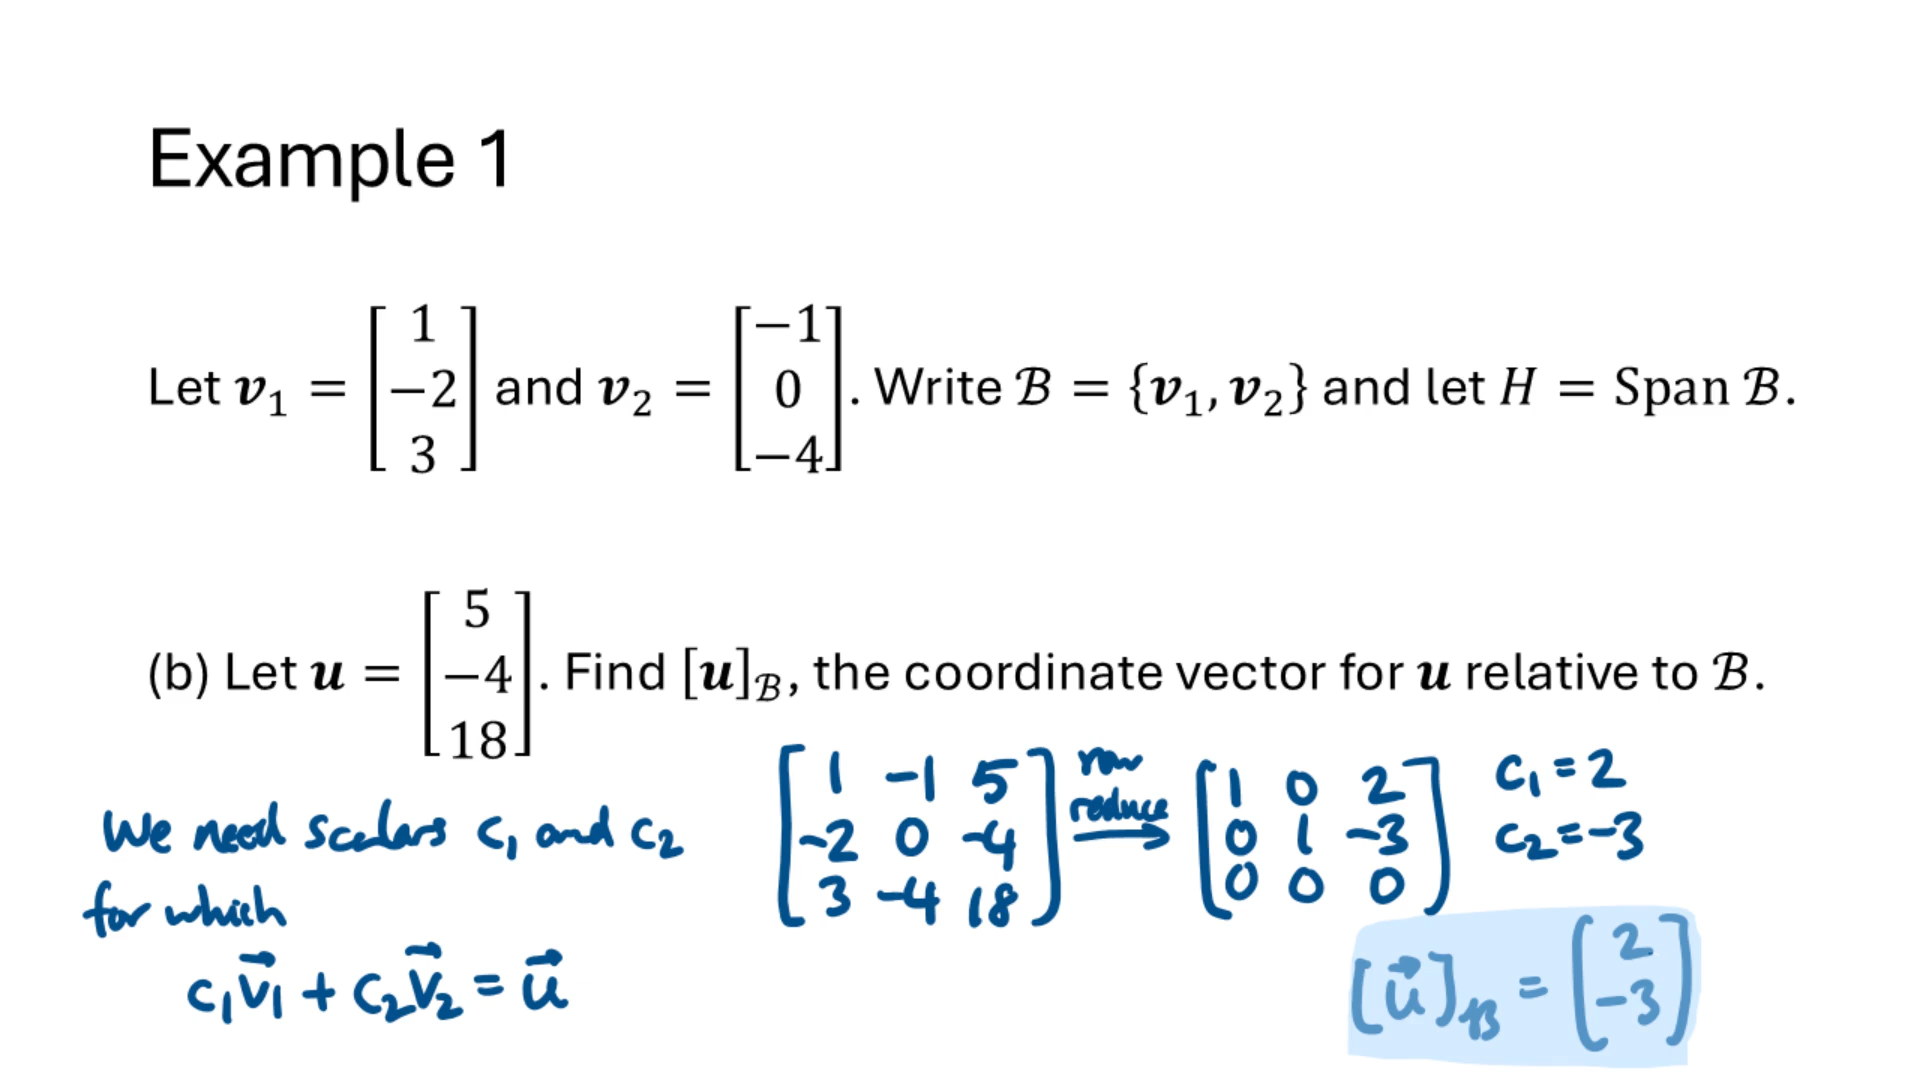 Example 1
Let 𝒗₁ = [1 −2 3] and 𝒗₂ = [−1 0 −4]. Write ℬ = {𝒗₁, 𝒗₂} and let H = Span ℬ.
(b) Let 𝒖 = [5 −4 18]. Find [𝒖]_ℬ, the coordinate vector for 𝒖 relative to ℬ.
We need scalars c₁ and c₂
for which
c₁v⃗₁ + c₂v⃗₂ = u⃗
[1 -1 5
-2 0 -4
3 -4 18]
row
reduce
→
[1 0 2
0 1 -3
0 0 0]
c₁ = 2
c₂ = -3
[u⃗]_ℬ = [2 -3]